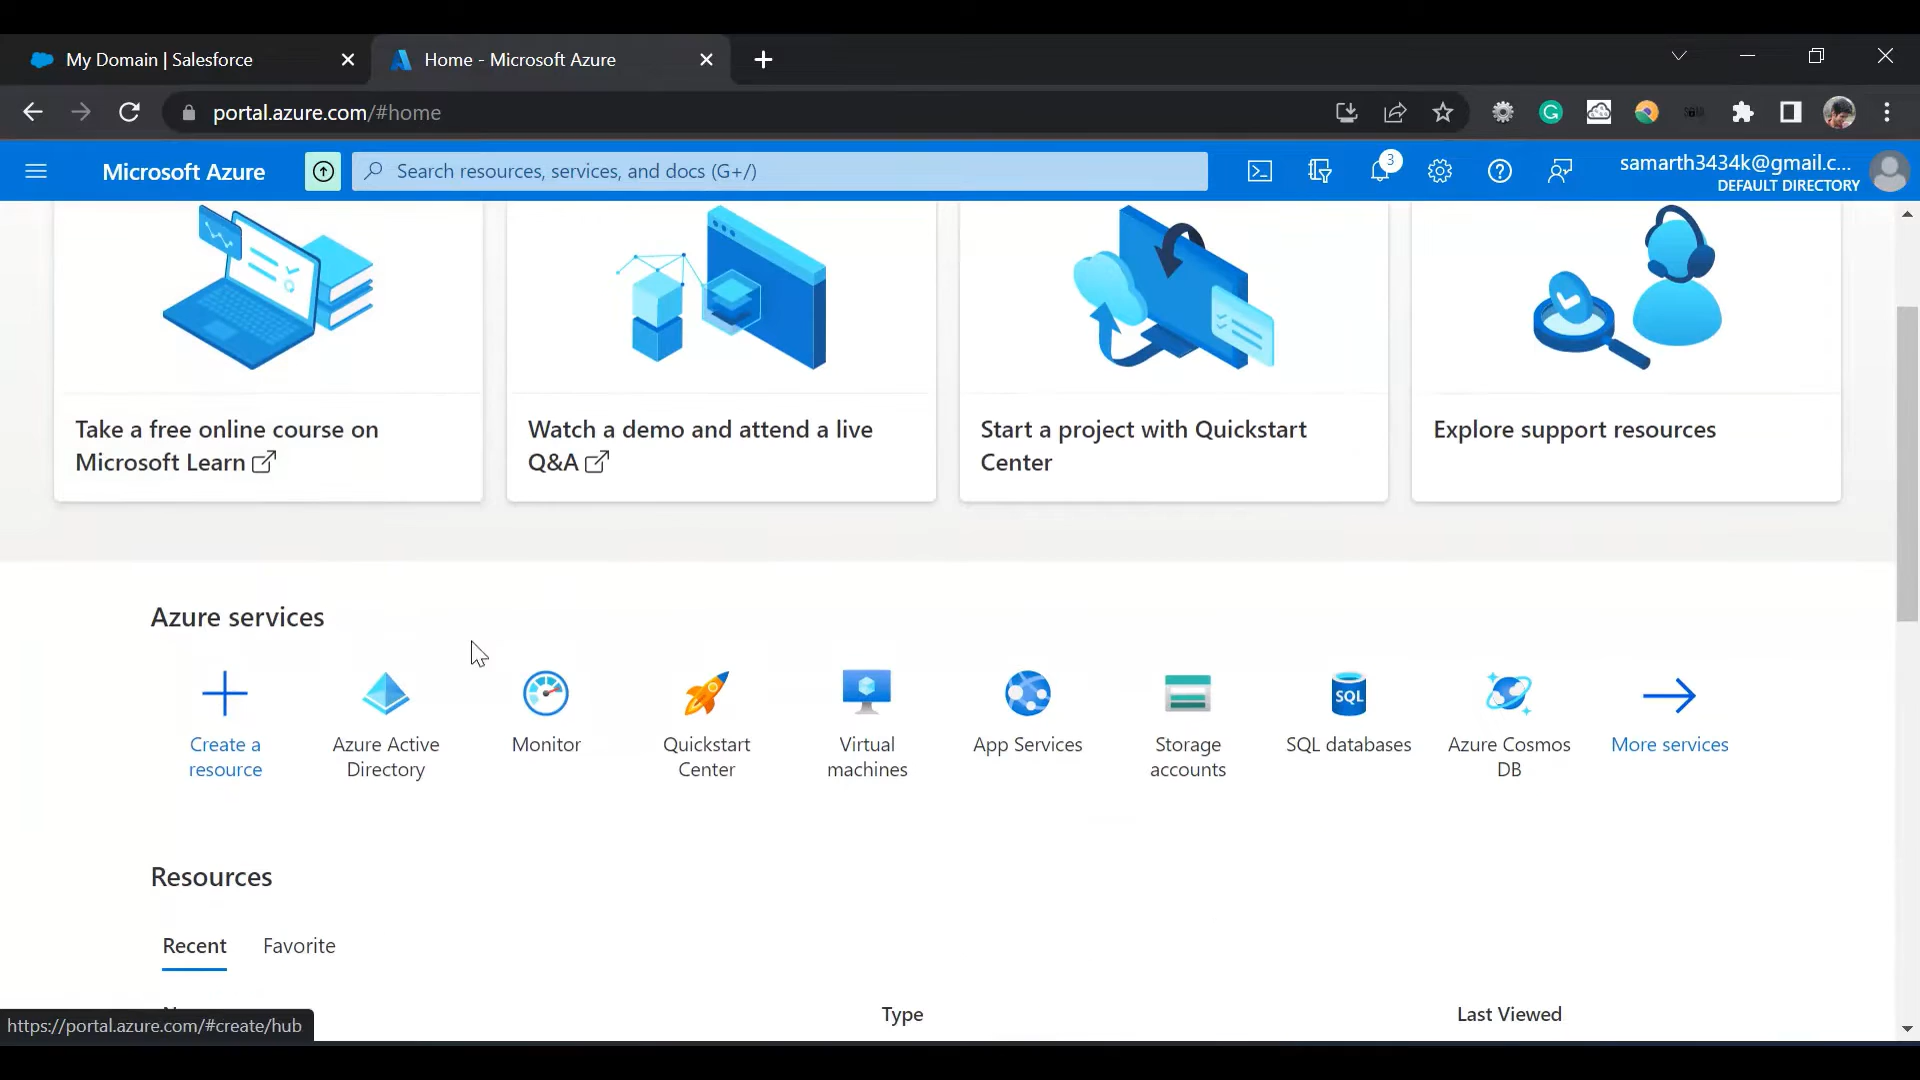 My Domain | Salesforce
Home - Microsoft Azure
portal.azure.com/#home
Microsoft Azure
Search resources, services, and docs (G+/)
3
samarth3434k@gmail.c...
DEFAULT DIRECTORY
Take a free online course on
Microsoft Learn
Watch a demo and attend a live
Q&A
Start a project with Quickstart
Center
Explore support resources
Azure services
Create a
resource
Azure Active
Directory
Monitor
Quickstart
Center
Virtual
machines
App Services
Storage
accounts
SQL
SQL databases
Azure Cosmos
DB
More services
Resources
Recent
Favorite
Type
Last Viewed
https://portal.azure.com/#create/hub